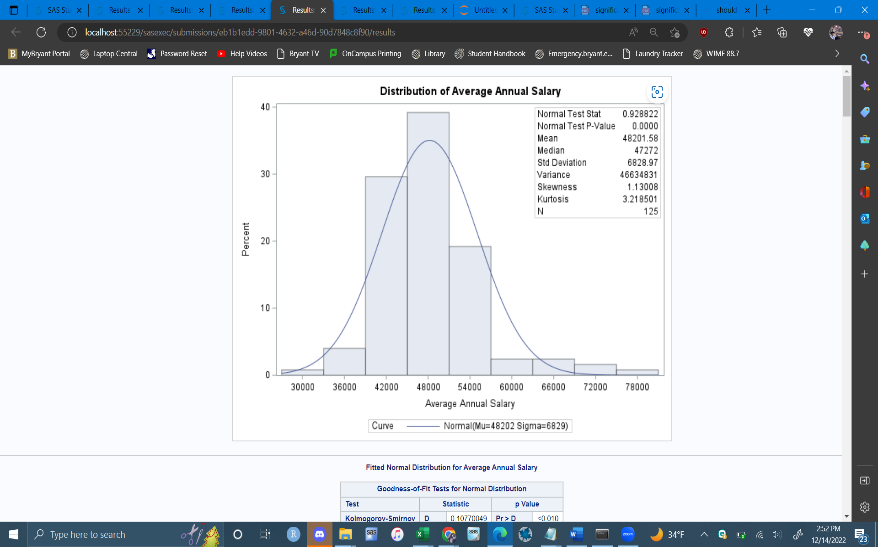 SAS St
Results
Results
Results
Results
Results
Results
Untitle
SAS St
signific
signific
should
localhost:55229/sasexec/submissions/eb1b1edd-9801-4632-a46d-90d7848c8f90/results
MyBryant Portal
Laptop Central
Password Reset
Help Videos
Bryant TV
OnCampus Printing
Library
Student Handbook
Emergency.bryant.e...
Laundry Tracker
WJMF 88.7
Distribution of Average Annual Salary
Normal Test Stat 0.928822
Normal Test P-Value 0.0000
Mean 48201.58
Median 47272
Std Deviation 6828.97
Variance 46634831
Skewness 1.13008
Kurtosis 3.218501
N 125
40
30
20
10
0
Percent
30000 36000 42000 48000 54000 60000 66000 72000 78000
Average Annual Salary
Curve Normal(Mu=48202 Sigma=6829)
Fitted Normal Distribution for Average Annual Salary
Goodness-of-Fit Tests for Normal Distribution
Test Statistic p Value
Kolmogorov-Smirnov D 0.10770049 Pr > D <0.010
Type here to search
34°F
2:52 PM
12/14/2022
23